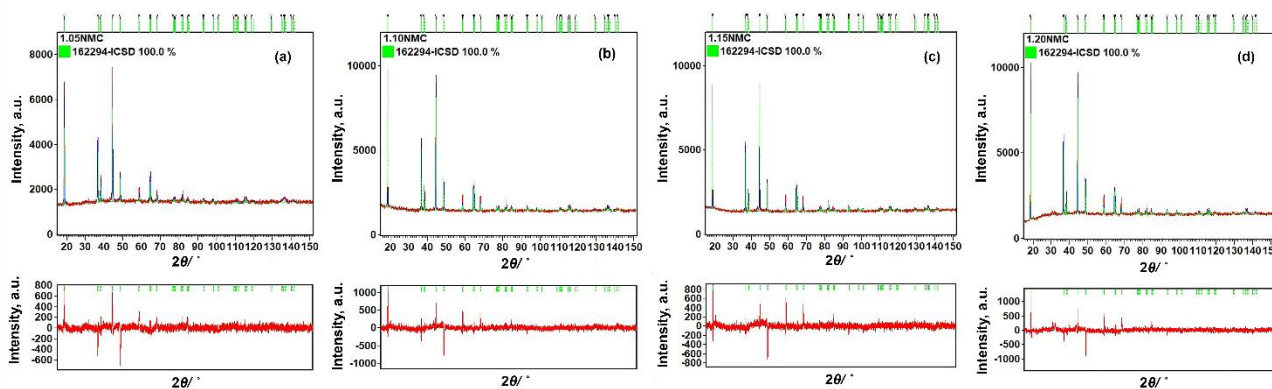 1.05NMC
162294-ICSD 100.0 %
(a)
8000
6000
4000
2000
0
Intensity, a.u.
20 30 40 50 60 70 80 90 100 110 120 130 140 150
2θ/ °
1.10NMC
162294-ICSD 100.0 %
(b)
10000
5000
0
Intensity, a.u.
20 30 40 50 60 70 80 90 100 110 120 130 140 150
2θ/ °
1.15NMC
162294-ICSD 100.0 %
(c)
10000
5000
0
Intensity, a.u.
20 30 40 50 60 70 80 90 100 110 120 130 140 150
2θ/ °
1.20NMC
162294-ICSD 100.0 %
(d)
10000
5000
0
Intensity, a.u.
20 30 40 50 60 70 80 90 100 110 120 130 140 150
2θ/ °
800
600
400
200
0
-200
-400
-600
Intensity, a.u.
2θ/ °
1000
500
0
-500
-1000
Intensity, a.u.
2θ/ °
800
600
400
200
0
-200
-400
-600
-800
Intensity, a.u.
2θ/ °
1000
500
0
-500
-1000
Intensity, a.u.
2θ/ °